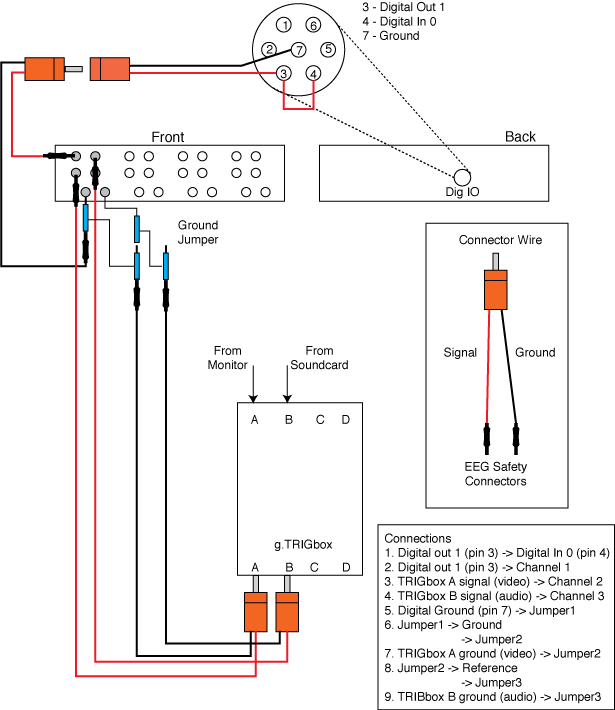 3 - Digital Out 1
4 - Digital In 0
7 - Ground
1 6
2 7 5
3 4
Front
Back
Dig IO
Ground
Jumper
Connector Wire
Signal Ground
EEG Safety
Connectors
From
Monitor
From
Soundcard
A B C D
g.TRIGbox
A B C D
Connections
1. Digital out 1 (pin 3) -> Digital In 0 (pin 4)
2. Digital out 1 (pin 3) -> Channel 1
3. TRIGbox A signal (video) -> Channel 2
4. TRIGbox B signal (audio) -> Channel 3
5. Digital Ground (pin 7) -> Jumper1
6. Jumper1 -> Ground
-> Jumper2
7. TRIGbox A ground (video) -> Jumper2
8. Jumper2 -> Reference
-> Jumper3
9. TRIBbox B ground (audio) -> Jumper3